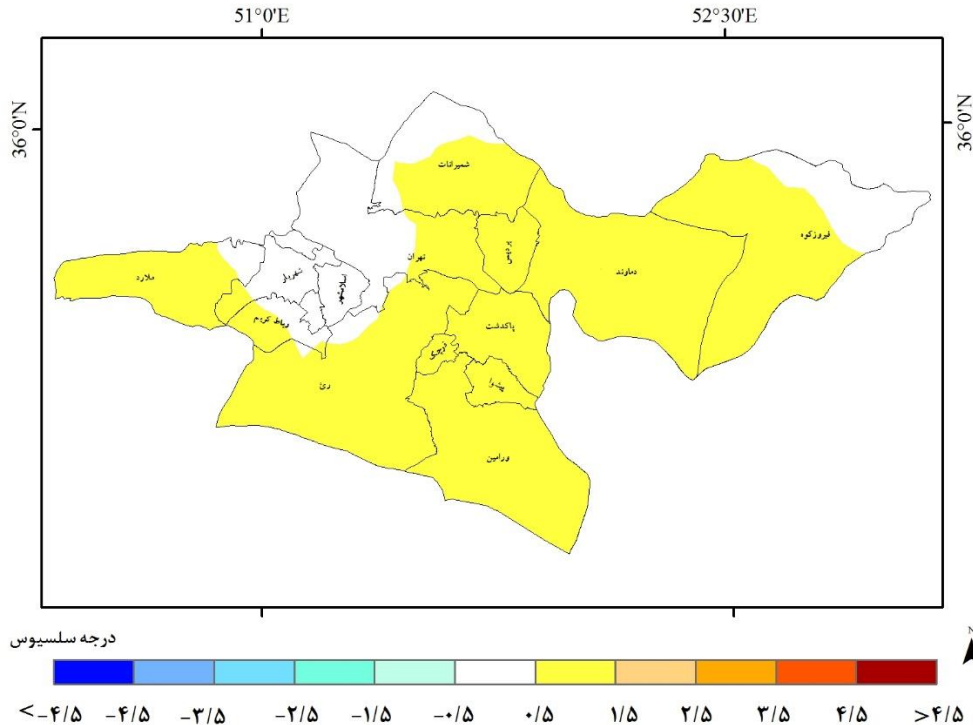 51°0'E 52°30'E
36°0'N 36°0'N
شمیرانات
فیروزکوه
پردیس
تهران
دماوند
ملارد
شهریار
اسلامشهر
رباط کریم
پاکدشت
ری
ورامین
درجه سلسیوس
N
<-۴/۵ -۴/۵ -۳/۵ -۲/۵ -۱/۵ -۰/۵ ۰/۵ ۱/۵ ۲/۵ ۳/۵ ۴/۵ >۴/۵